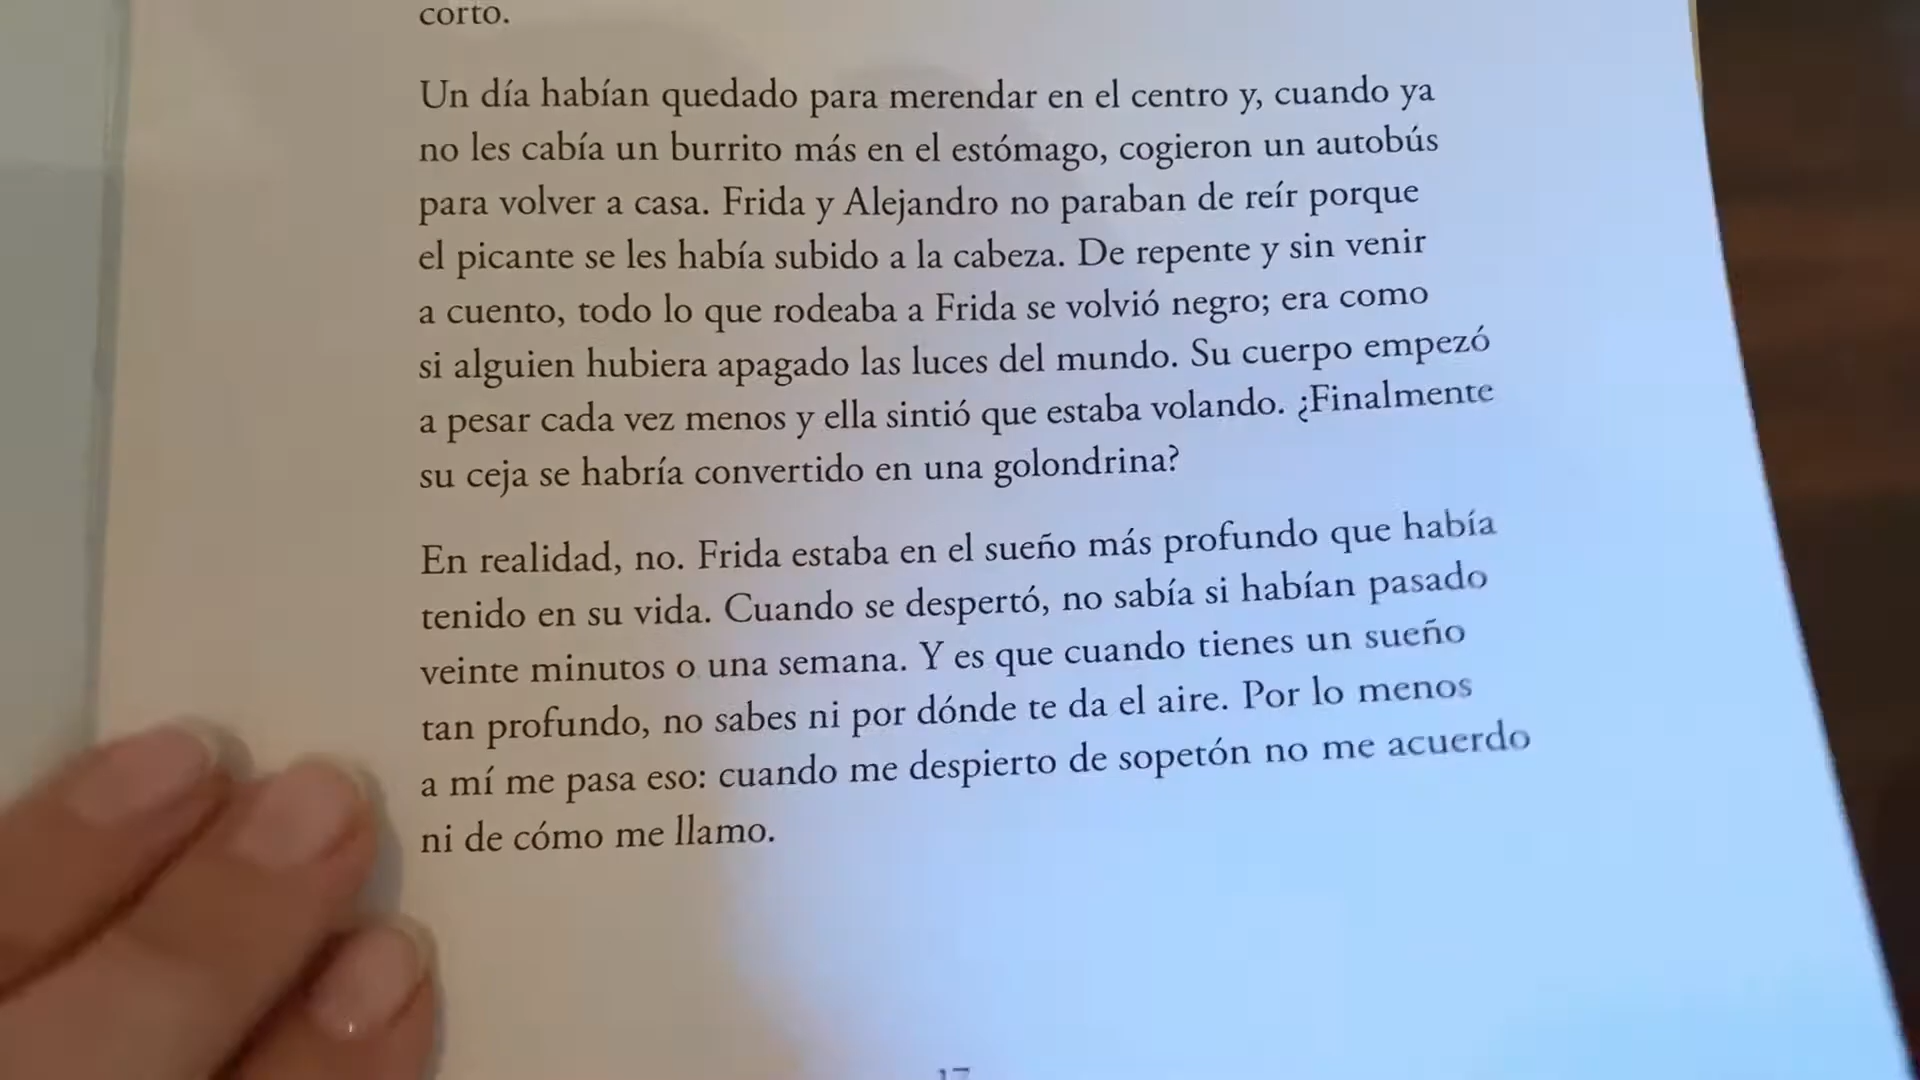 corto.
Un día habían quedado para merendar en el centro y, cuando ya
no les cabía un burrito más en el estómago, cogieron un autobús
para volver a casa. Frida y Alejandro no paraban de reír porque
el picante se les había subido a la cabeza. De repente y sin venir
a cuento, todo lo que rodeaba a Frida se volvió negro; era como
si alguien hubiera apagado las luces del mundo. Su cuerpo empezó
a pesar cada vez menos y ella sintió que estaba volando. ¿Finalmente
su ceja se habría convertido en una golondrina?
En realidad, no. Frida estaba en el sueño más profundo que había
tenido en su vida. Cuando se despertó, no sabía si habían pasado
veinte minutos o una semana. Y es que cuando tienes un sueño
tan profundo, no sabes ni por dónde te da el aire. Por lo menos
a mí me pasa eso: cuando me despierto de sopetón no me acuerdo
ni de cómo me llamo.
17